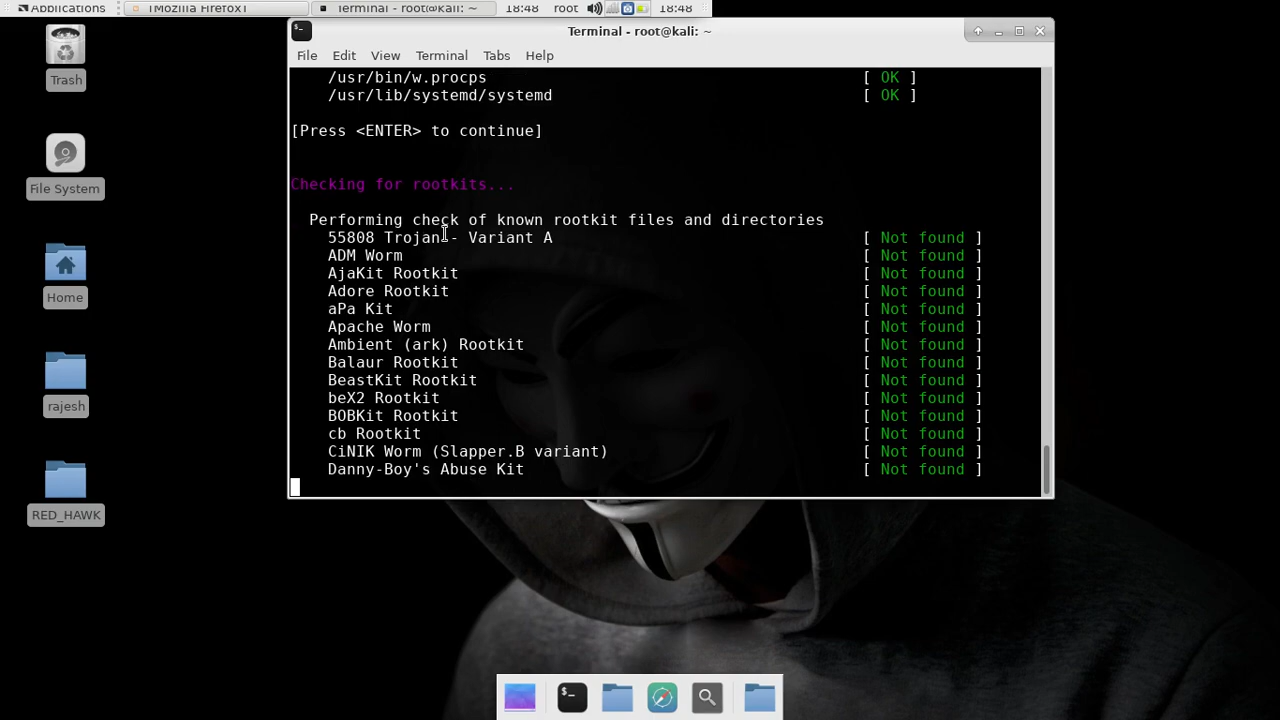 Applications
[Mozilla Firefox]
Terminal - root@kali: ~
18:48
root
18:48
Terminal - root@kali: ~
File Edit View Terminal Tabs Help
/usr/bin/w.procps [ OK ]
/usr/lib/systemd/systemd [ OK ]
[Press <ENTER> to continue]
Checking for rootkits...
Performing check of known rootkit files and directories
55808 Trojan - Variant A [ Not found ]
ADM Worm [ Not found ]
AjaKit Rootkit [ Not found ]
Adore Rootkit [ Not found ]
aPa Kit [ Not found ]
Apache Worm [ Not found ]
Ambient (ark) Rootkit [ Not found ]
Balaur Rootkit [ Not found ]
BeastKit Rootkit [ Not found ]
beX2 Rootkit [ Not found ]
BOBKit Rootkit [ Not found ]
cb Rootkit [ Not found ]
CiNIK Worm (Slapper.B variant) [ Not found ]
Danny-Boy's Abuse Kit [ Not found ]
Trash
File System
Home
rajesh
RED_HAWK
$_